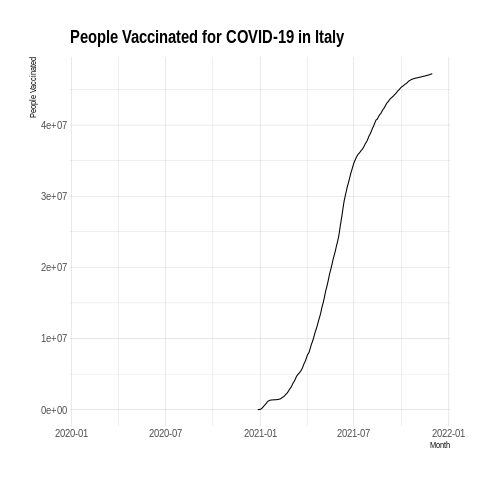 People Vaccinated for COVID-19 in Italy
People Vaccinated
4e+07
3e+07
2e+07
1e+07
0e+00
2020-01 2020-07 2021-01 2021-07 2022-01
Month